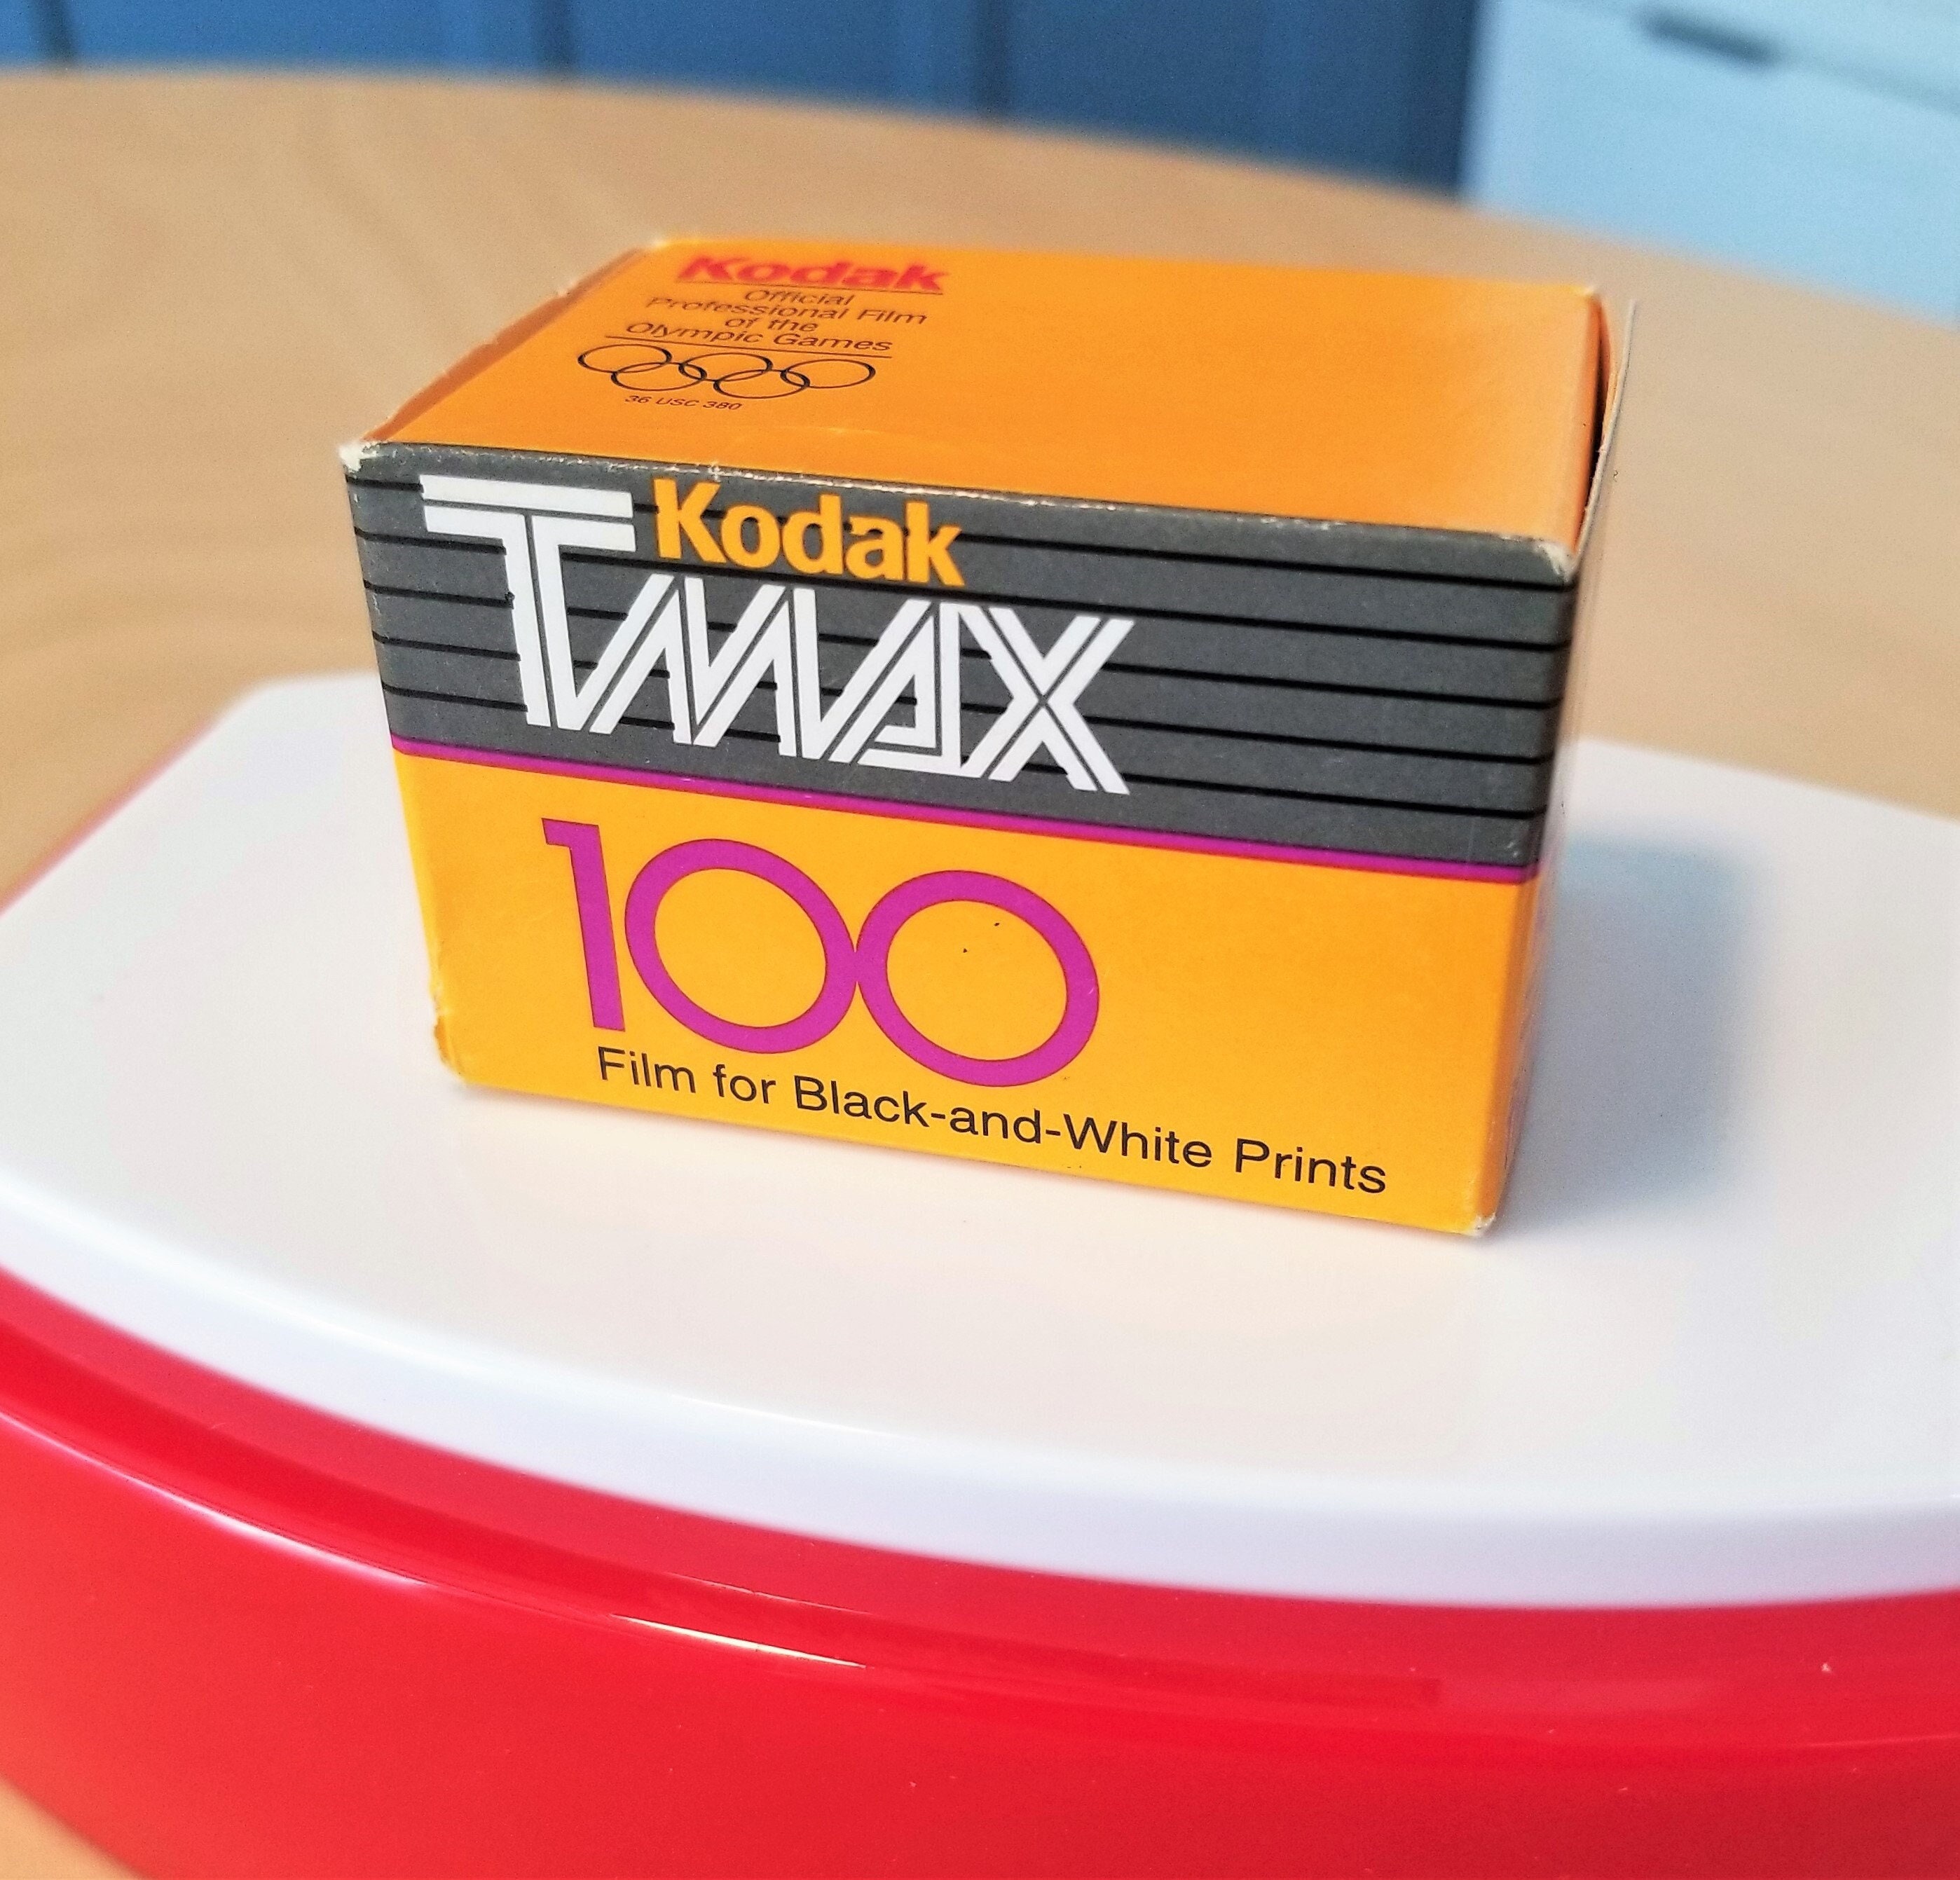 Kodak
Official
Professional Film
of the
Olympic Games
36 USC 380
Kodak
TMAX
100
Film for Black-and-White Prints